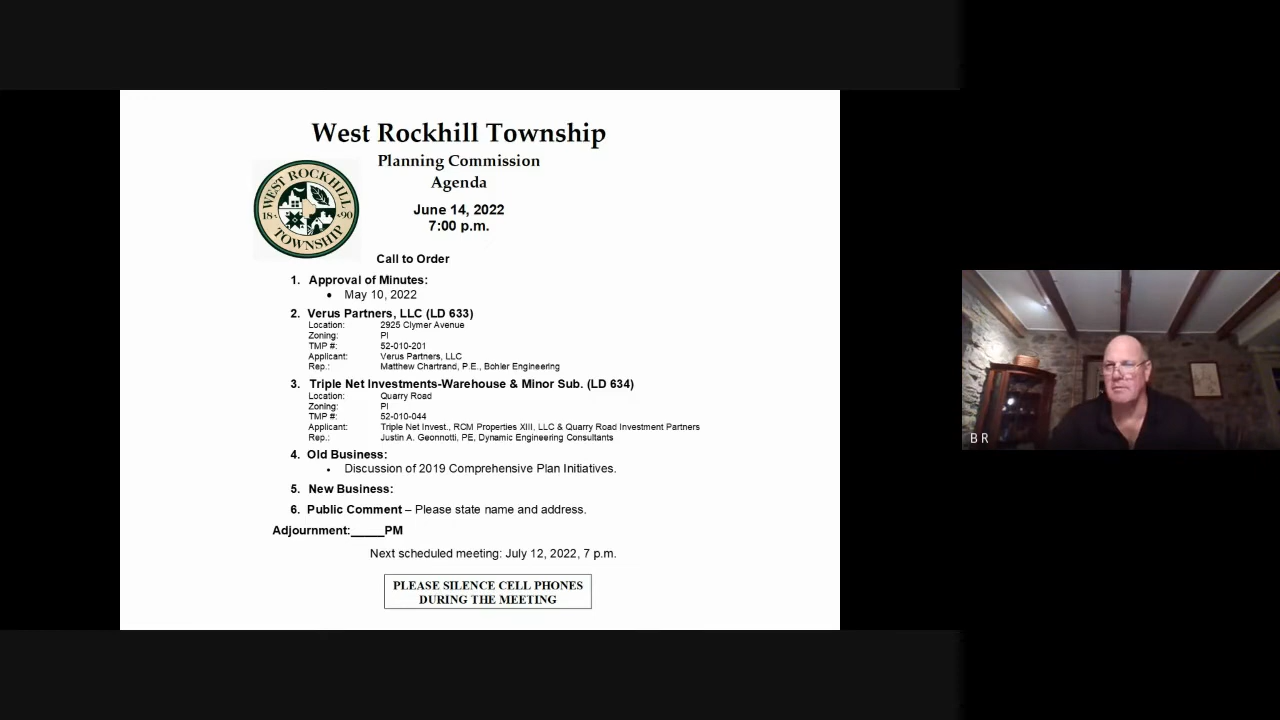 West Rockhill Township
Planning Commission
Agenda
WEST ROCKHILL
1890
TOWNSHIP
June 14, 2022
7:00 p.m.
Call to Order
1. Approval of Minutes:
• May 10, 2022
2. Verus Partners, LLC (LD 633)
Location: 2925 Clymer Avenue
Zoning: PI
TMP #: 52-010-201
Applicant: Verus Partners, LLC
Rep.: Matthew Chartrand, P.E., Bohler Engineering
3. Triple Net Investments-Warehouse & Minor Sub. (LD 634)
Location: Quarry Road
Zoning: PI
TMP #: 52-010-044
Applicant: Triple Net Invest., RCM Properties XIII, LLC & Quarry Road Investment Partners
Rep.: Justin A. Geonnotti, PE, Dynamic Engineering Consultants
4. Old Business:
• Discussion of 2019 Comprehensive Plan Initiatives.
5. New Business:
6. Public Comment – Please state name and address.
Adjournment:_____PM
Next scheduled meeting: July 12, 2022, 7 p.m.
PLEASE SILENCE CELL PHONES
DURING THE MEETING
B R